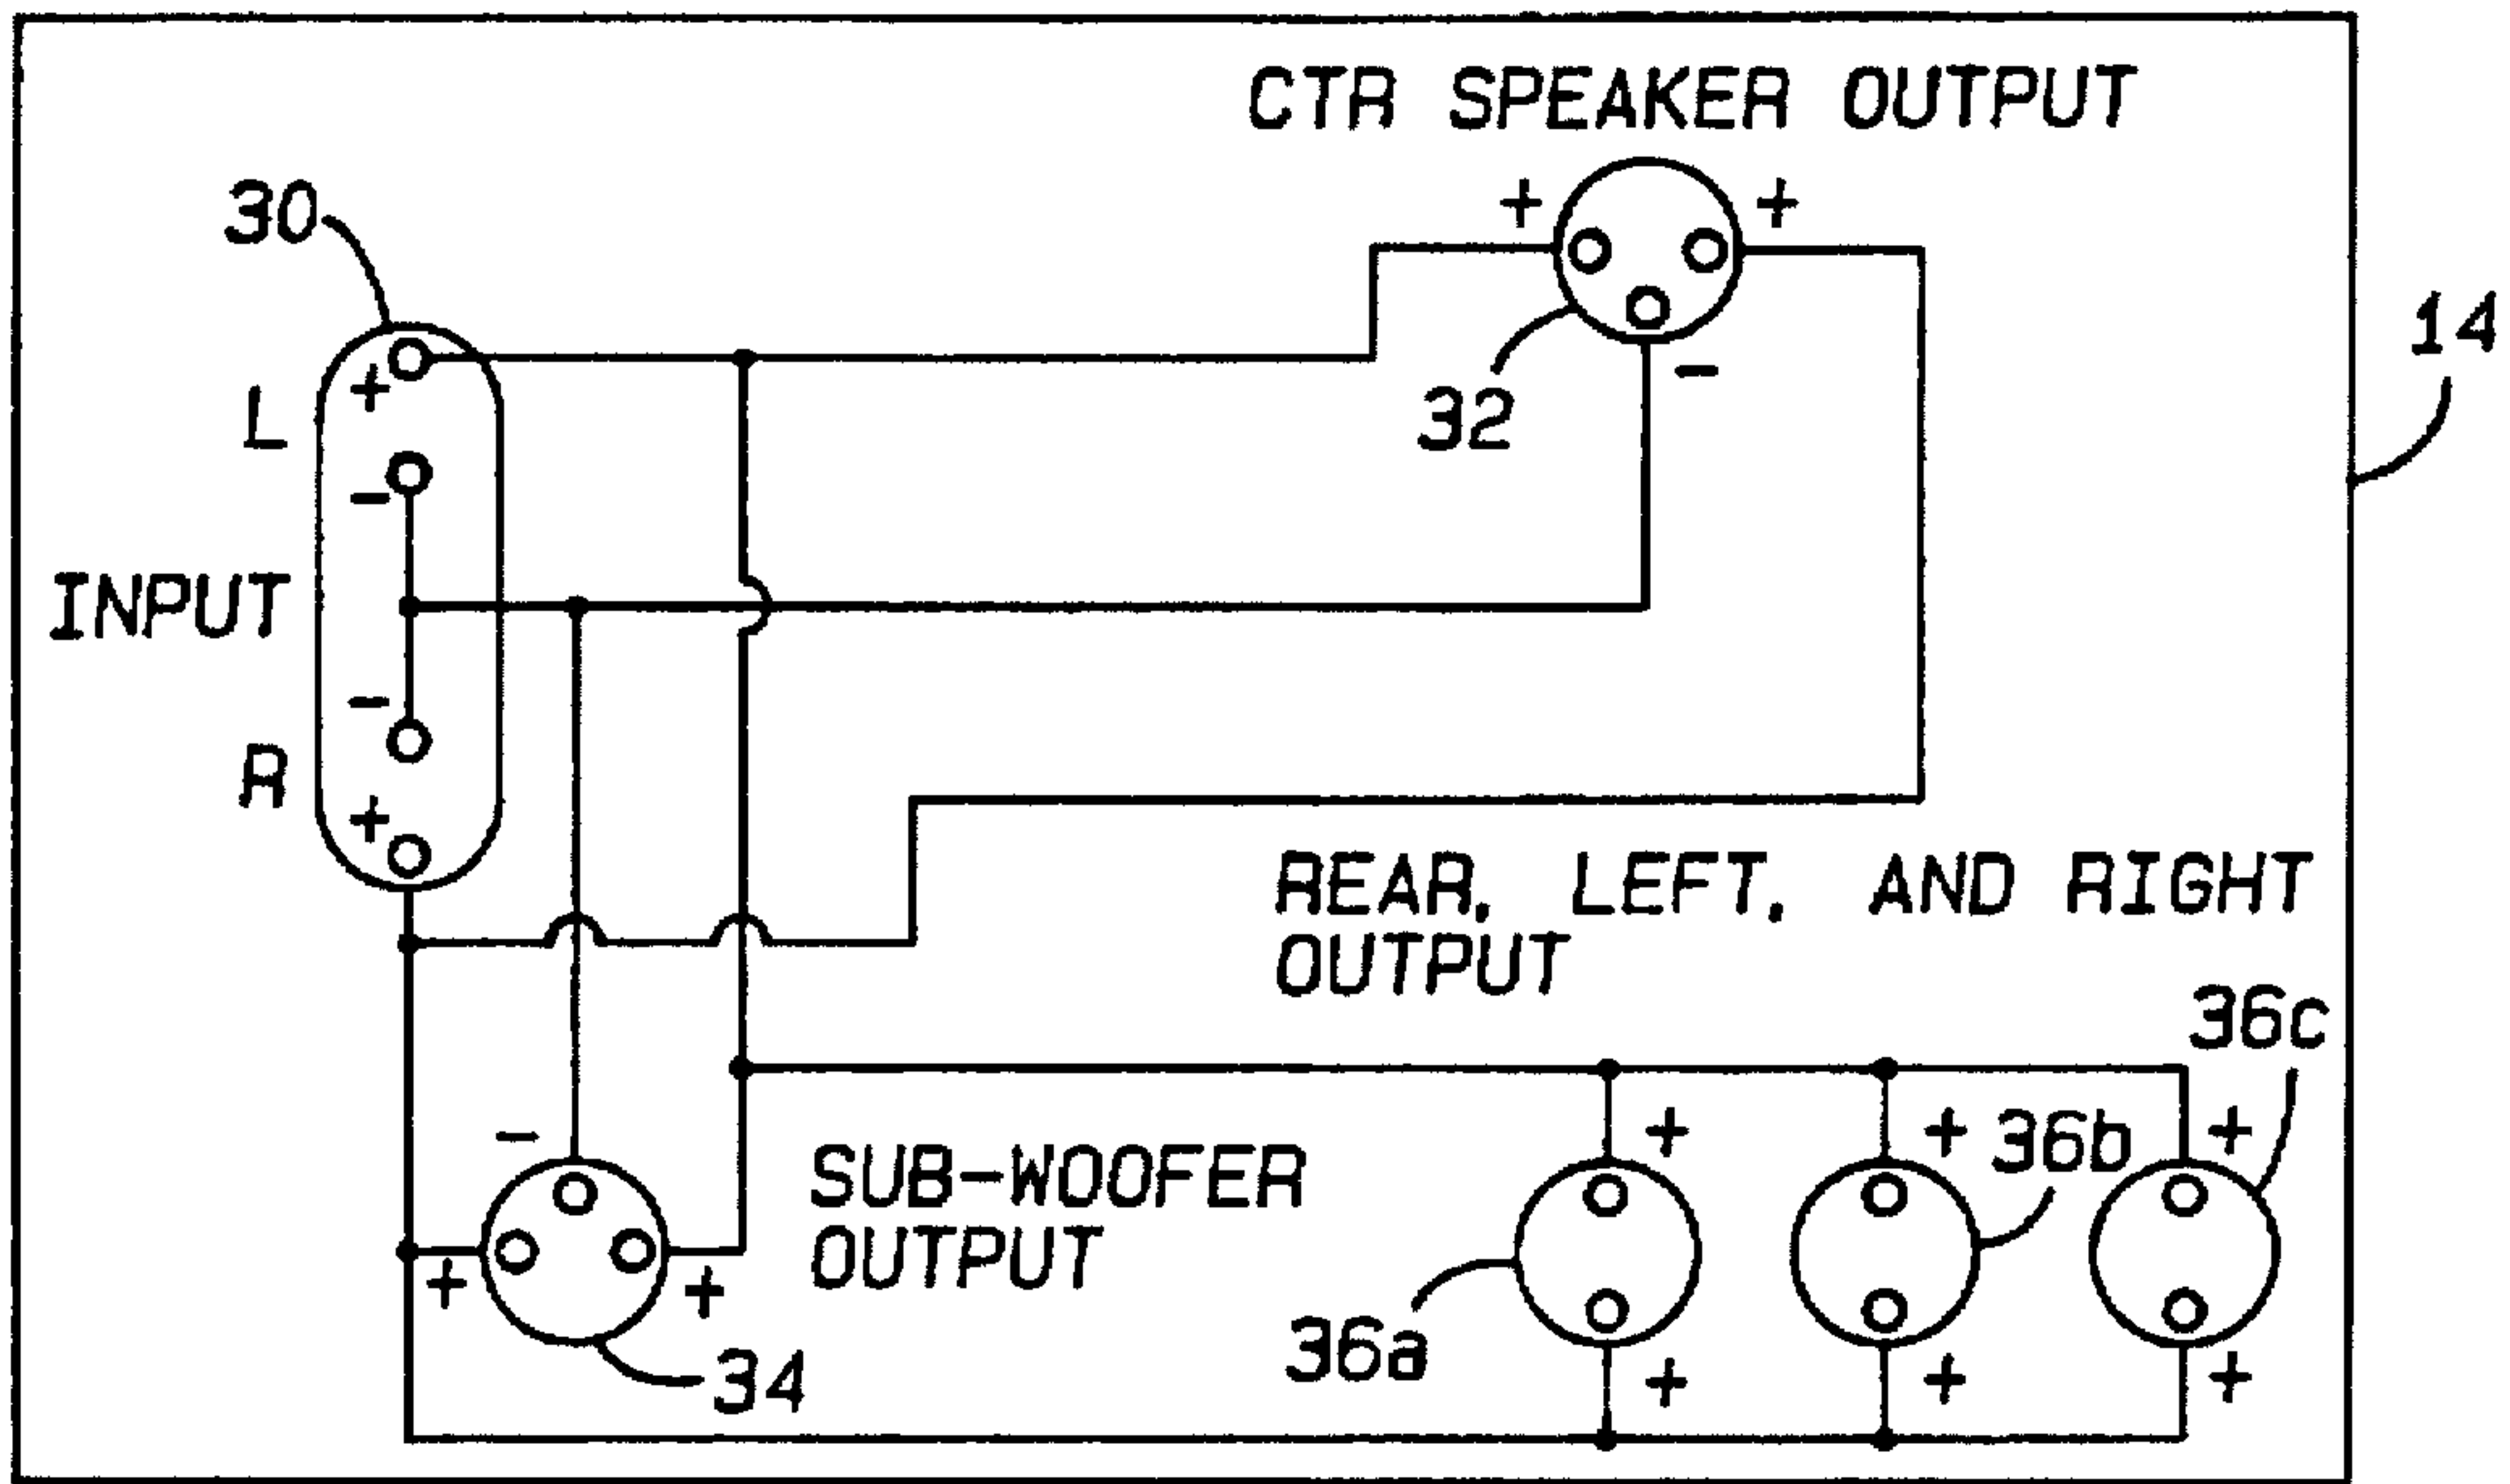 CTR SPEAKER OUTPUT
30
+ +
14
+
L
-
32
-
INPUT
-
R
+
REAR, LEFT, AND RIGHT
OUTPUT
36c
-
SUB-WOOFER
OUTPUT
+ + 36b +
+ +
36a
34
+ + +